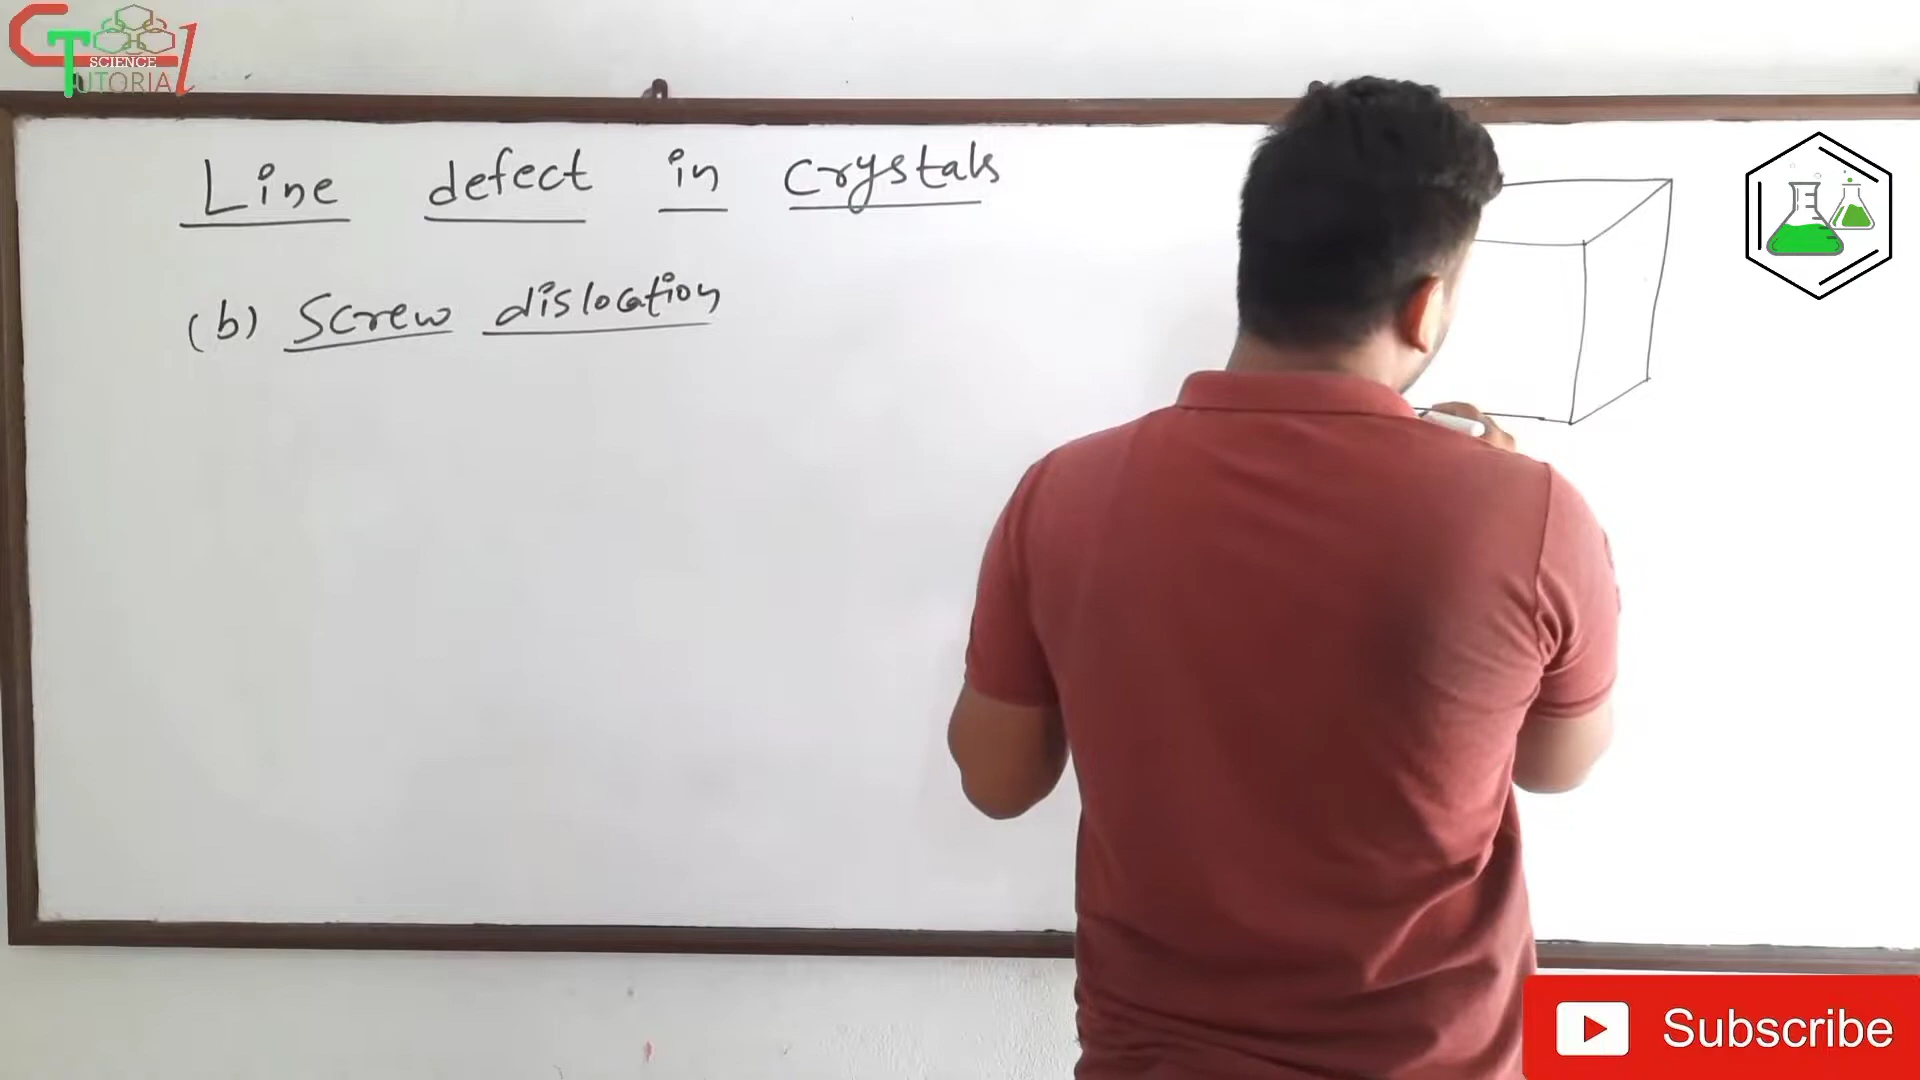 SCIENCE
TUTORIAL
Line defect in Crystals
(b) Screw dislocation
Subscribe